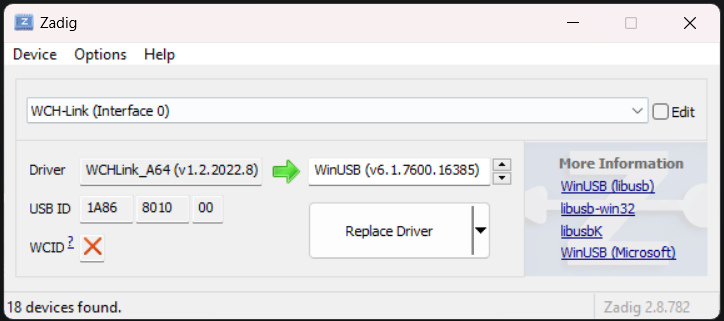 Zadig
Device Options Help
WCH-Link (Interface 0)
Edit
Driver WCHLink_A64 (v1.2.2022.8) WinUSB (v6.1.7600.16385)
More Information
WinUSB (libusb)
USB ID 1A86 8010 00
libusb-win32
Replace Driver
libusbK
WCID ?
WinUSB (Microsoft)
18 devices found.
Zadig 2.8.782